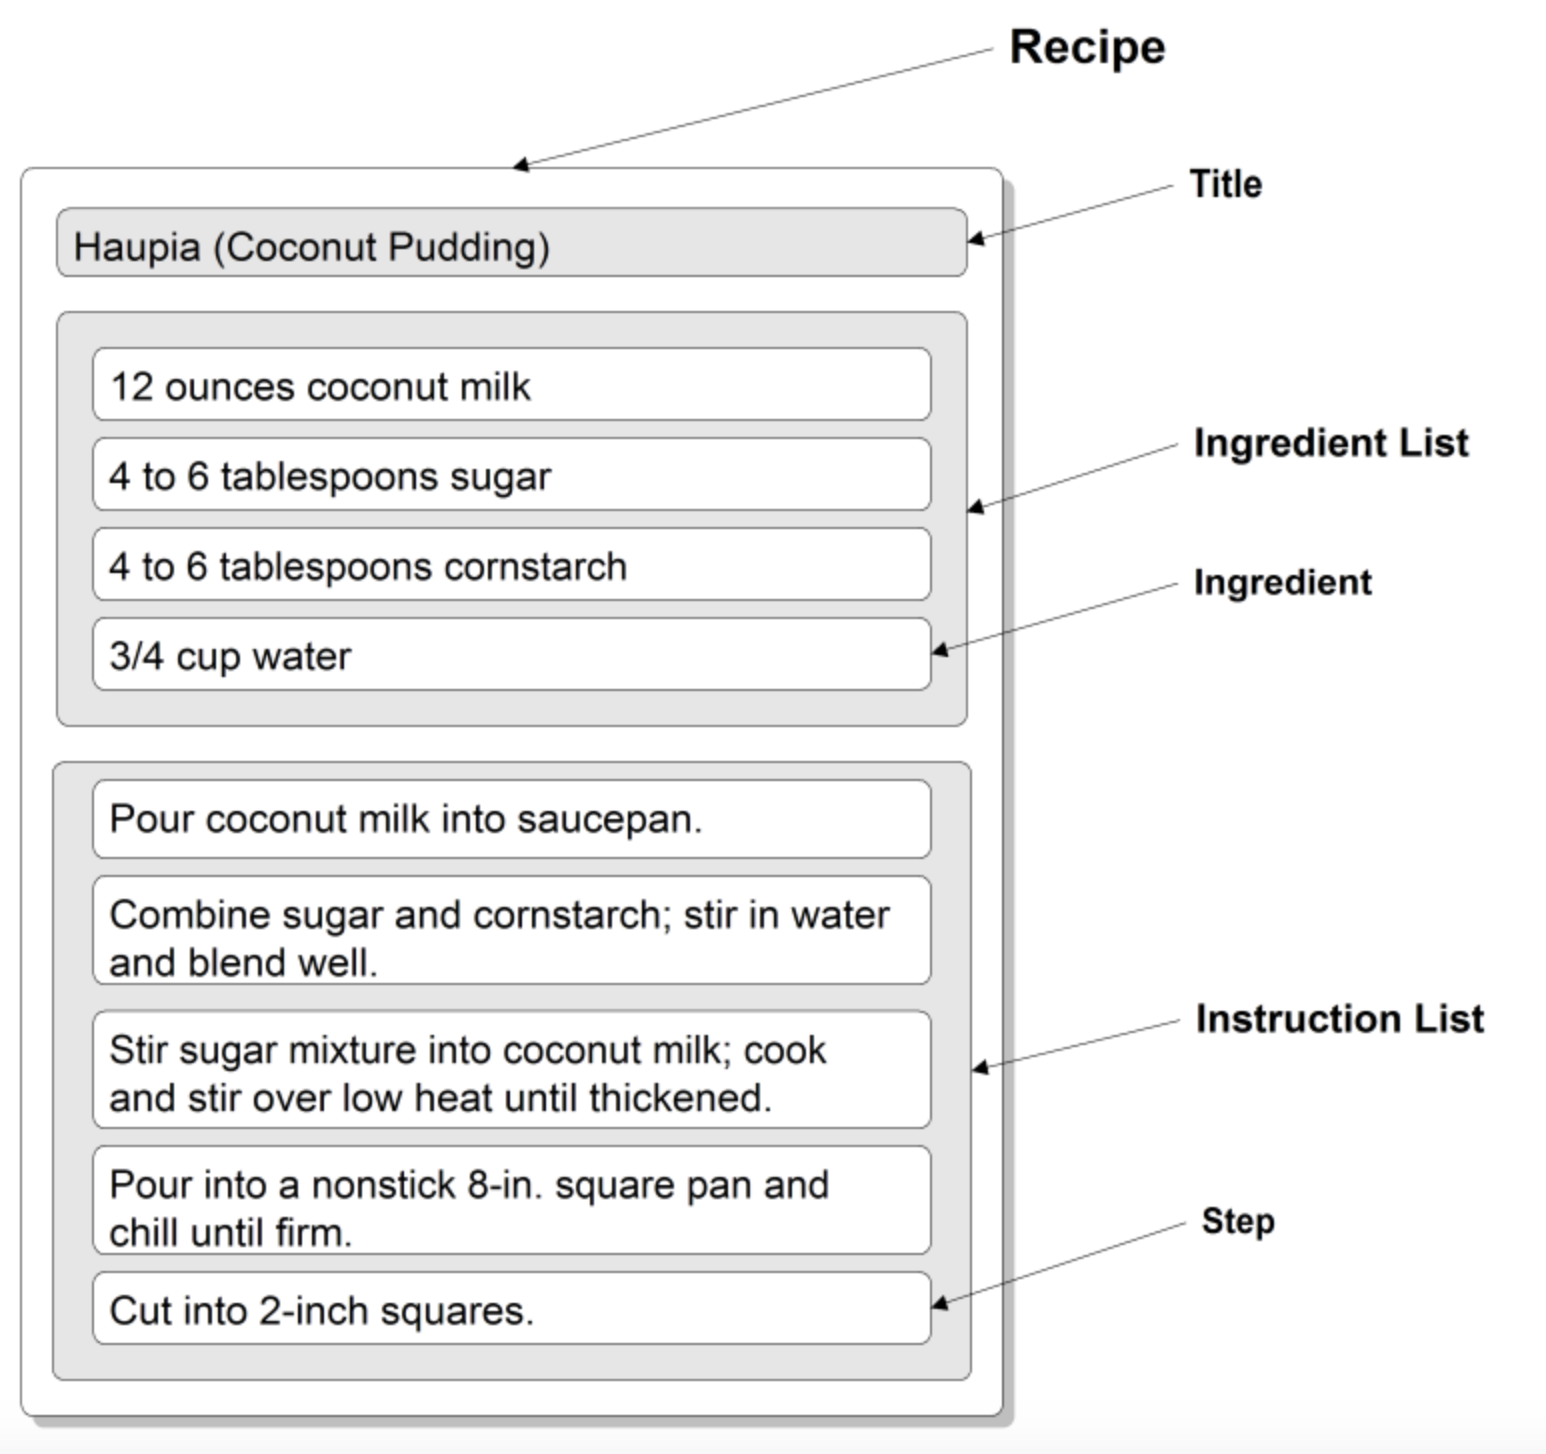 Recipe
Title
Haupia (Coconut Pudding)
12 ounces coconut milk
Ingredient List
4 to 6 tablespoons sugar
4 to 6 tablespoons cornstarch
Ingredient
3/4 cup water
Pour coconut milk into saucepan.
Combine sugar and cornstarch; stir in water
and blend well.
Instruction List
Stir sugar mixture into coconut milk; cook
and stir over low heat until thickened.
Pour into a nonstick 8-in. square pan and
chill until firm.
Step
Cut into 2-inch squares.